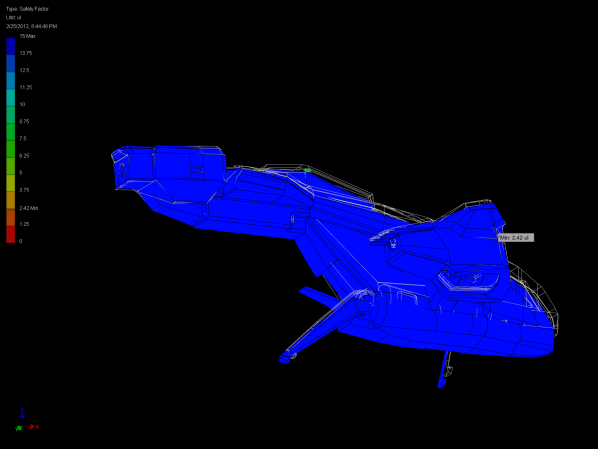 Type: Safety Factor
Unit: ul
2/25/2012, 8:44:48 PM
15 Max
13.75
12.5
11.25
10
8.75
7.5
6.25
5
3.75
2.42 Min
1.25
0
Min: 2.42 ul
Y
X